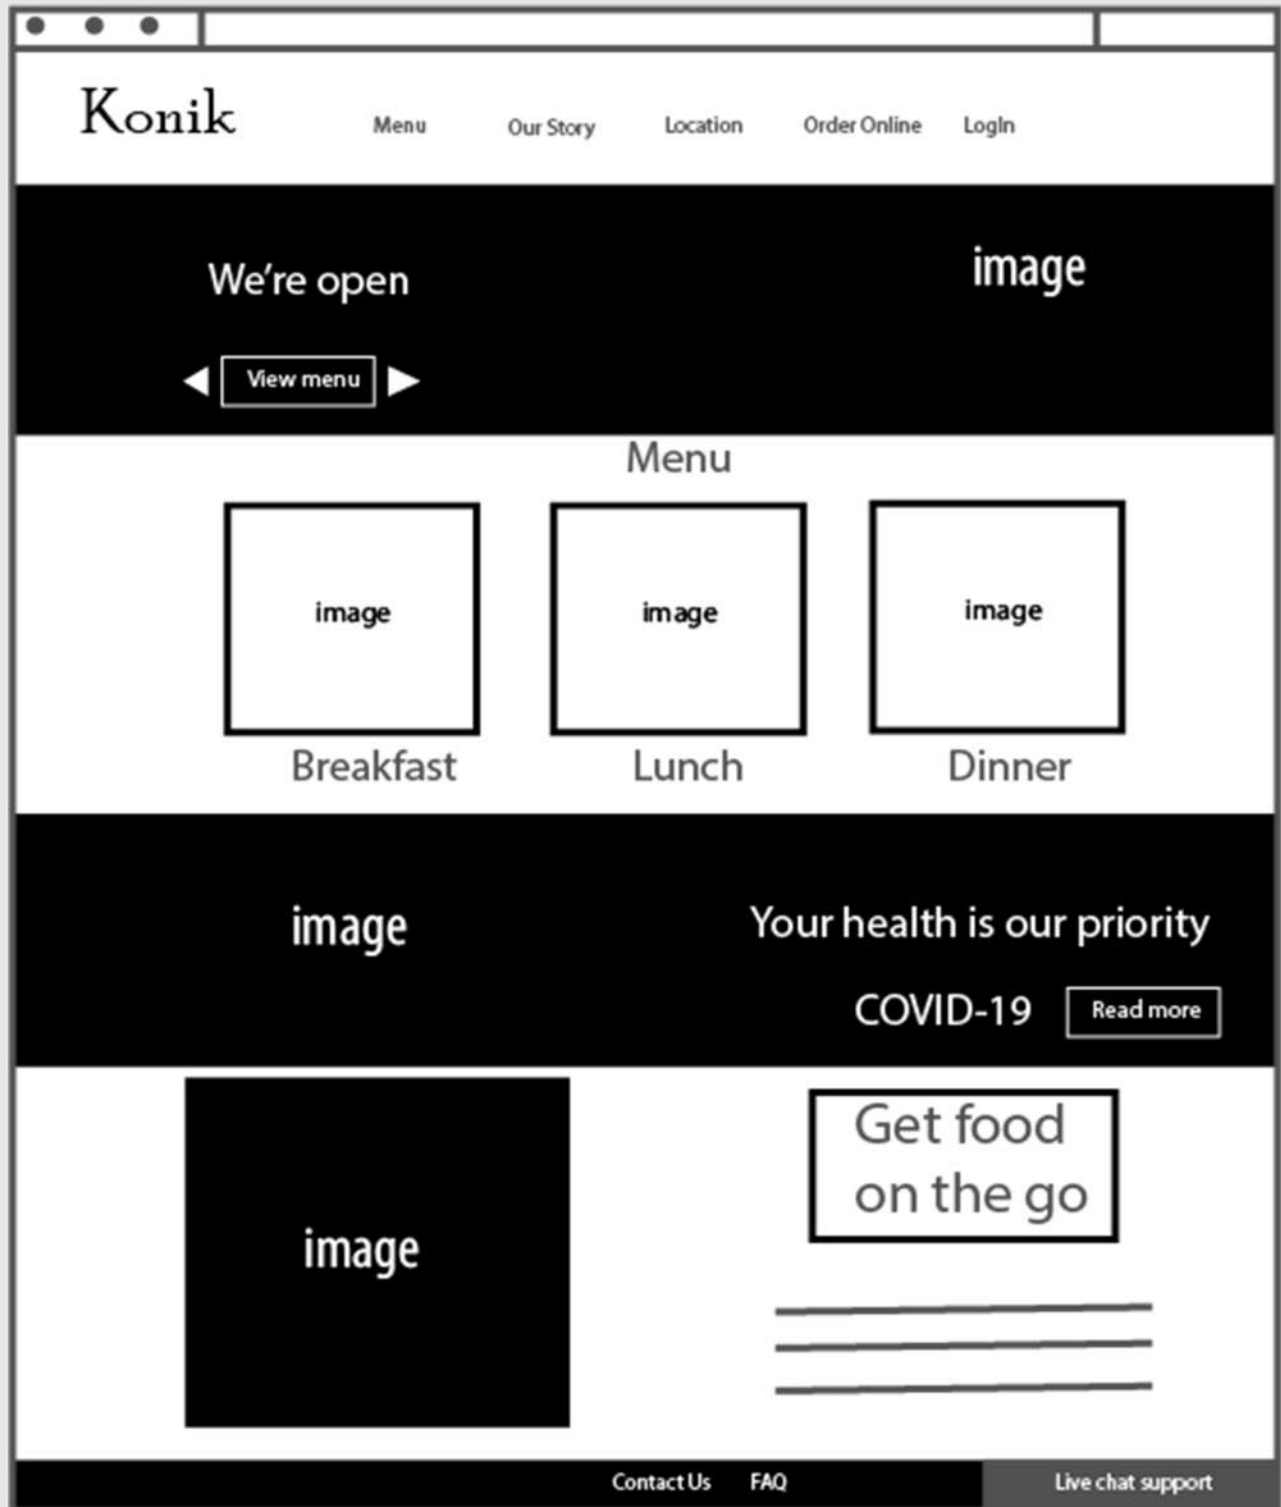 Konik
Menu Our Story Location Order Online LogIn
We're open
image
View menu
Menu
image image image
Breakfast Lunch Dinner
image
Your health is our priority
COVID-19 Read more
image
Get food
on the go
Contact Us FAQ Live chat support